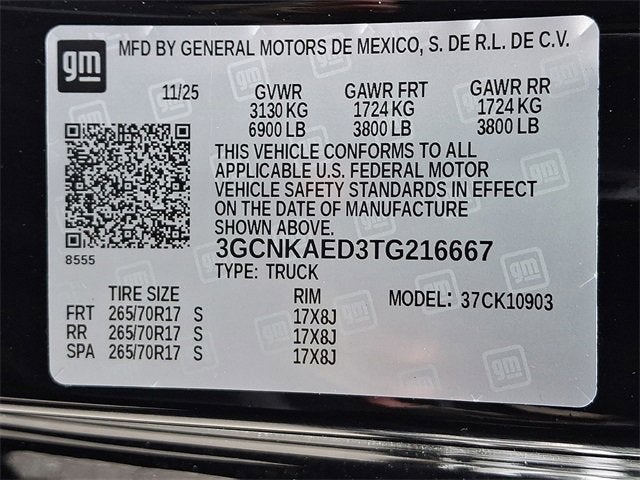 gm MFD BY GENERAL MOTORS DE MEXICO, S. DE R.L. DE C.V.
11/25 GVWR GAWR FRT GAWR RR
3130 KG 1724 KG 1724 KG
6900 LB 3800 LB 3800 LB
THIS VEHICLE CONFORMS TO ALL
APPLICABLE U.S. FEDERAL MOTOR
VEHICLE SAFETY STANDARDS IN EFFECT
ON THE DATE OF MANUFACTURE
SHOWN ABOVE.
3GCNKAED3TG216667
8555
TYPE: TRUCK
TIRE SIZE RIM MODEL: 37CK10903
FRT 265/70R17 S 17X8J
RR 265/70R17 S 17X8J
SPA 265/70R17 S 17X8J